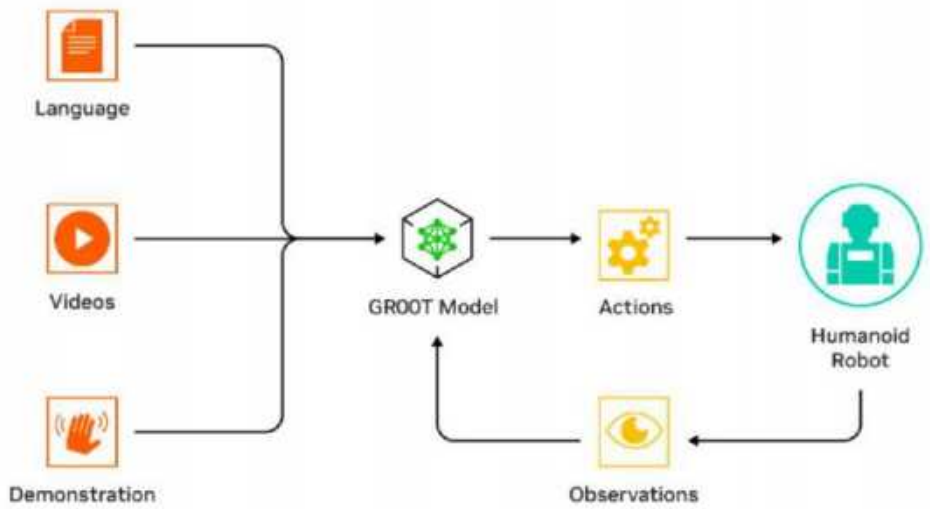 Language
Videos
GR00T Model
Actions
Humanoid
Robot
Demonstration
Observations